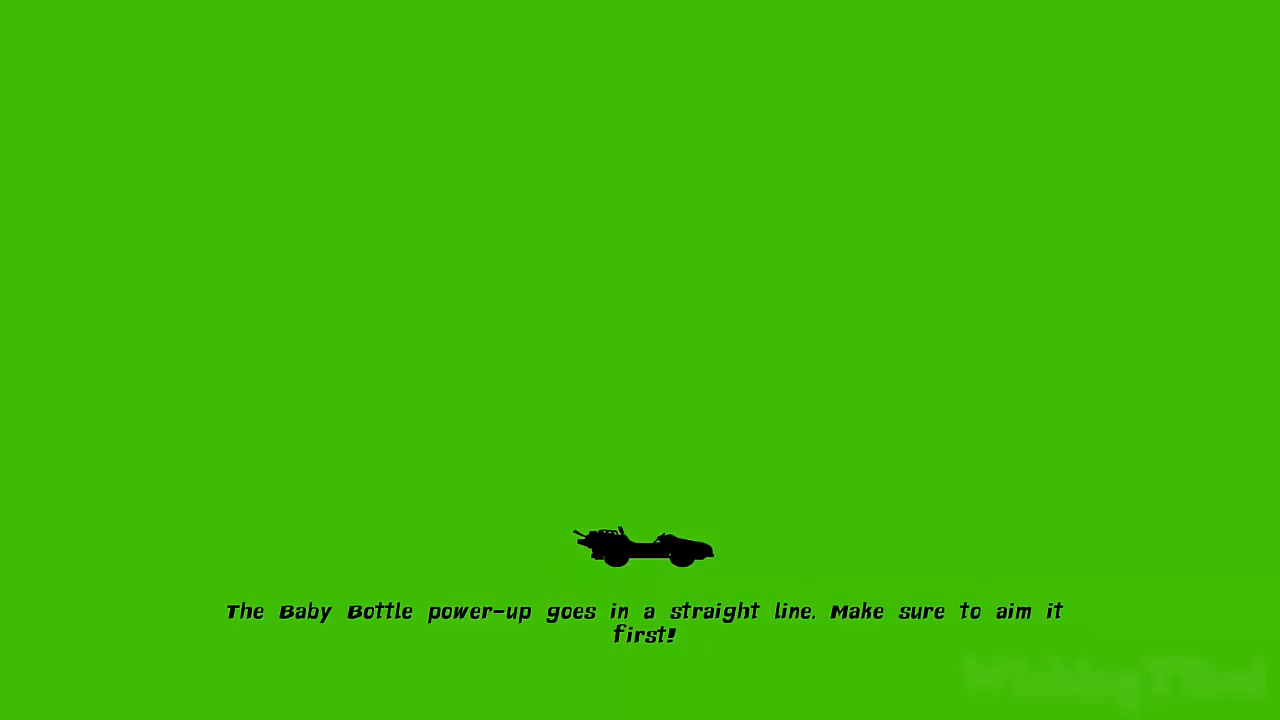 The Baby Bottle power-up goes in a straight line. Make sure to aim it
first!